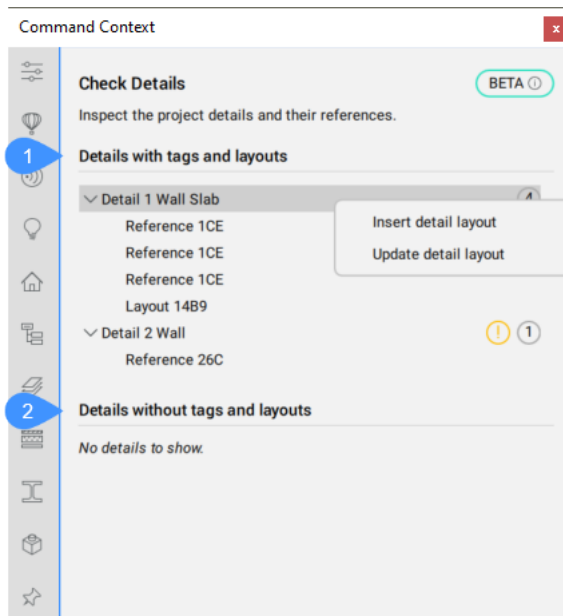 Command Context
x
Check Details
BETA
Inspect the project details and their references.
1
Details with tags and layouts
Detail 1 Wall Slab
4
Insert detail layout
Update detail layout
Reference 1CE
Reference 1CE
Reference 1CE
Layout 14B9
Detail 2 Wall
! 1
Reference 26C
2
Details without tags and layouts
No details to show.